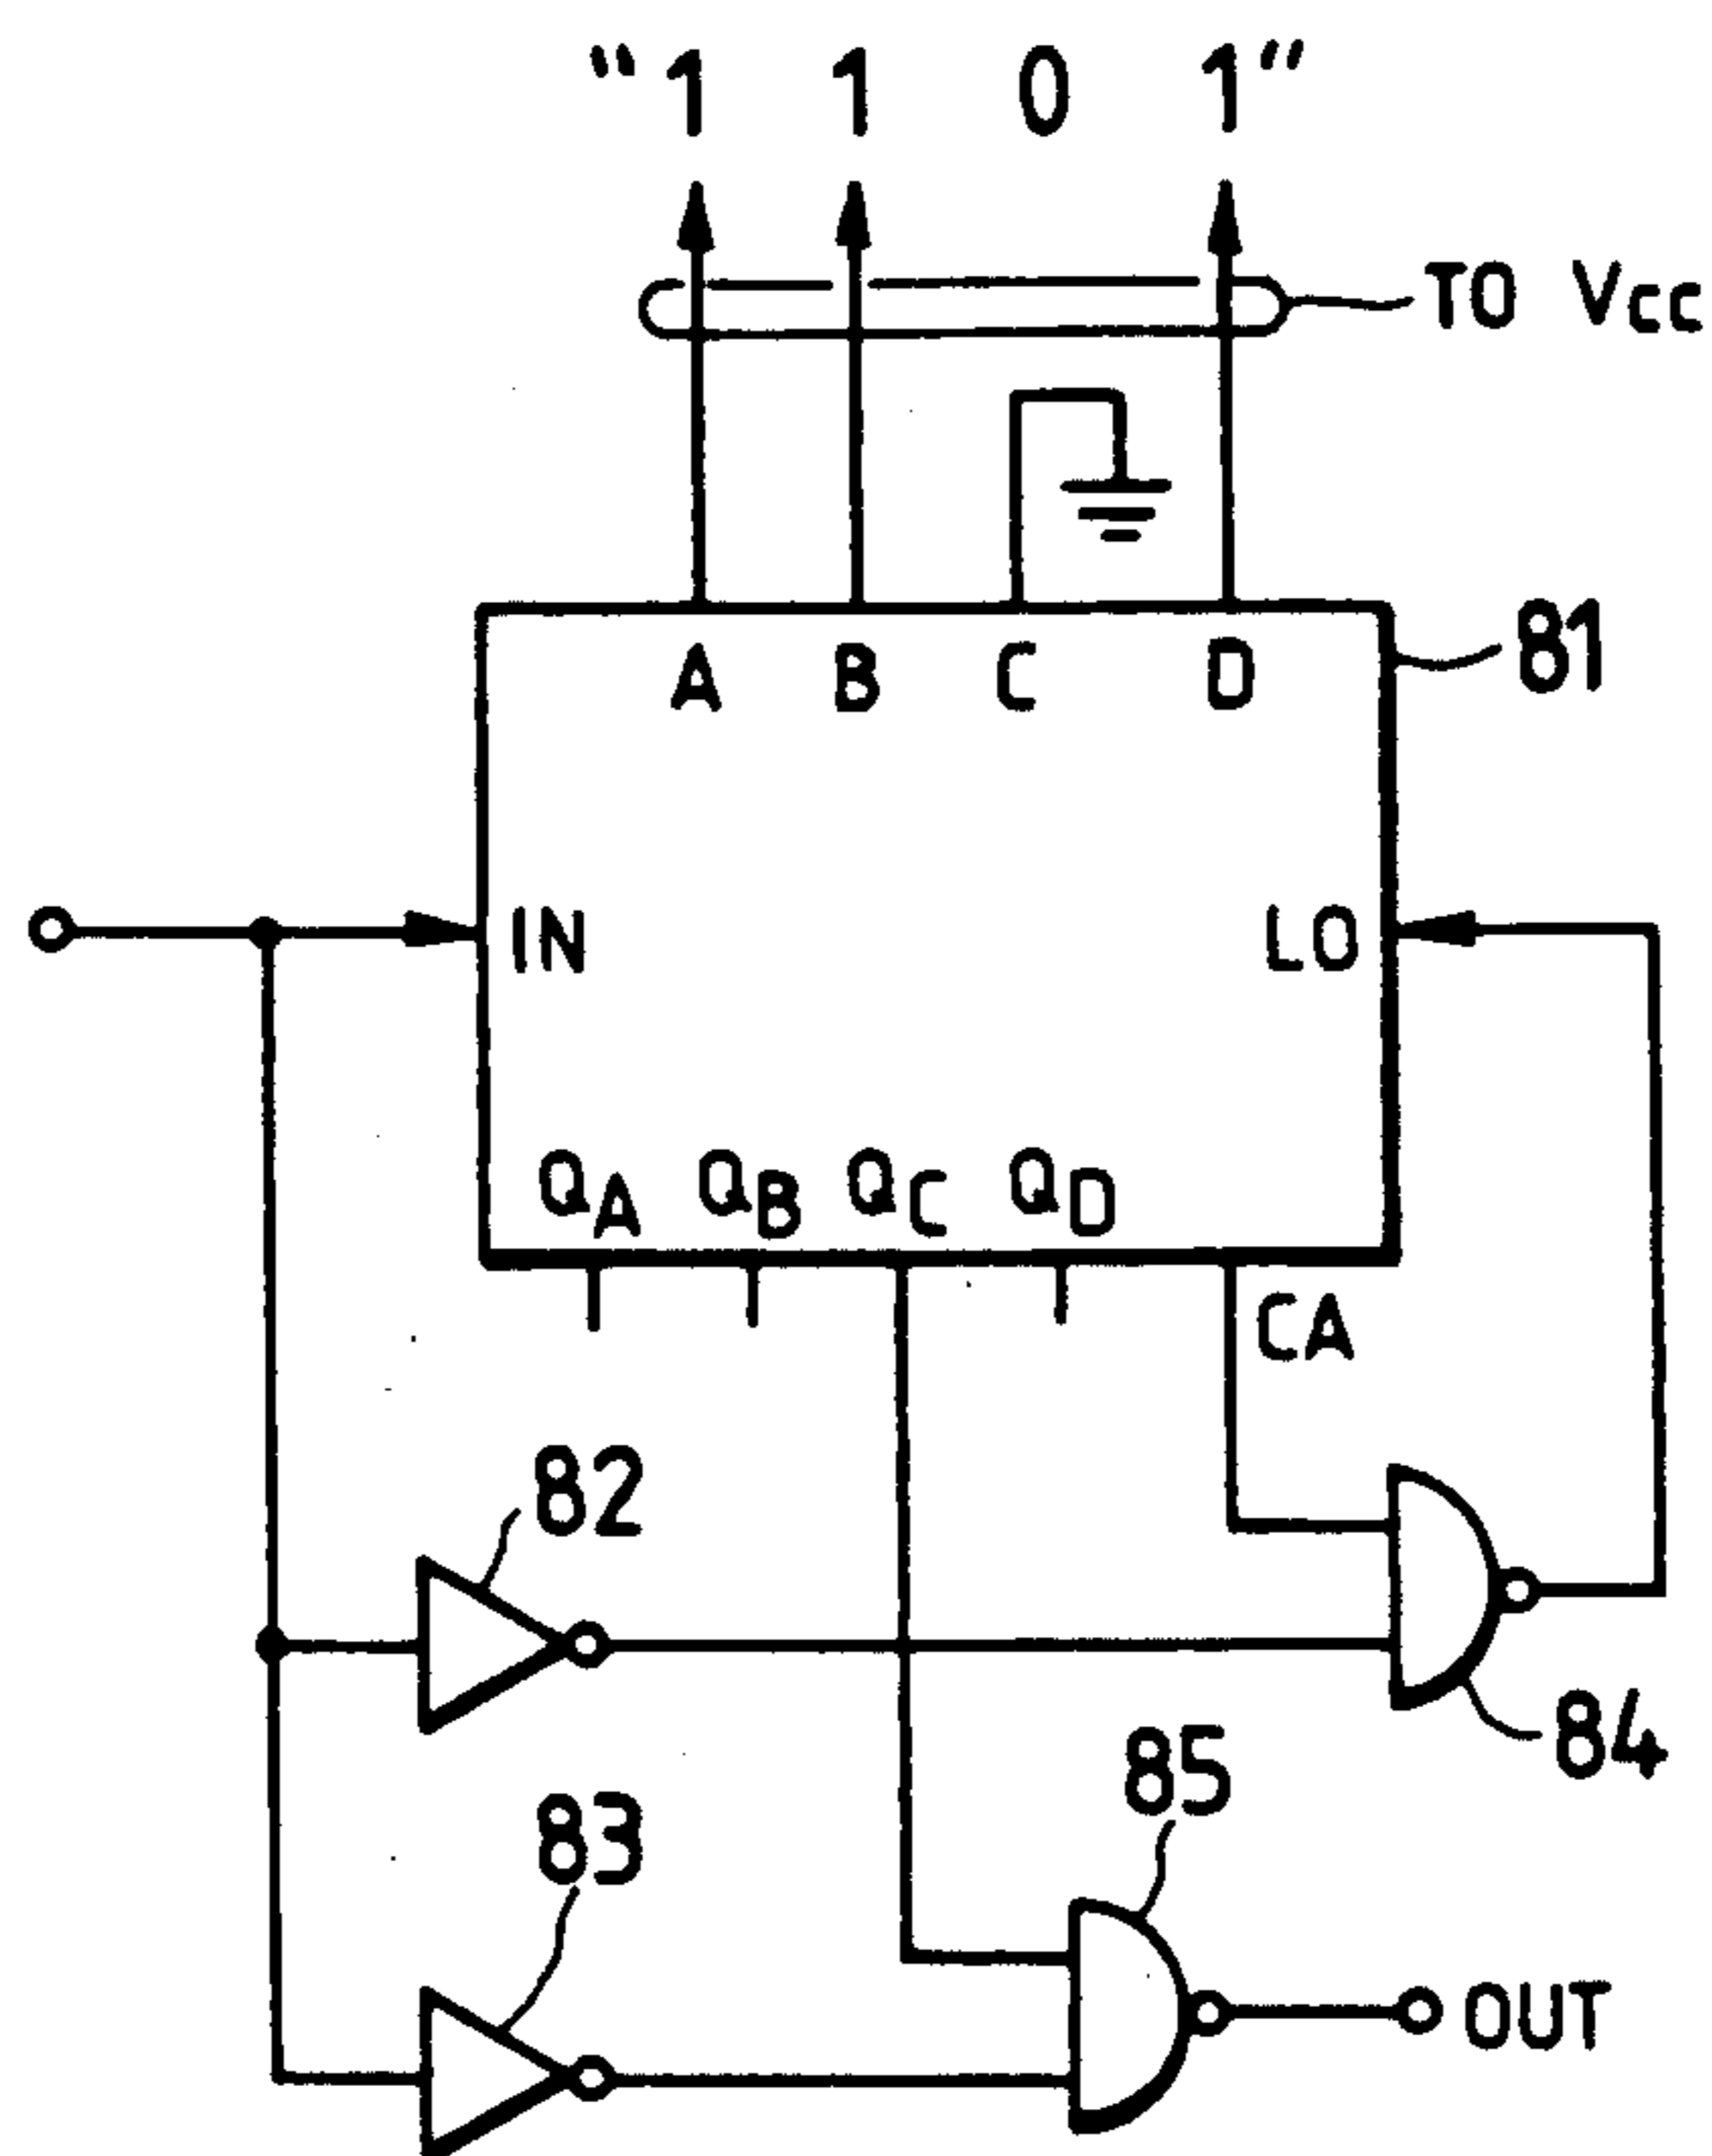 “1 1 0 1”
TO VCC
A B C D
81
IN LO
QA QB QC QD
CA
82
84
85
83
OUT